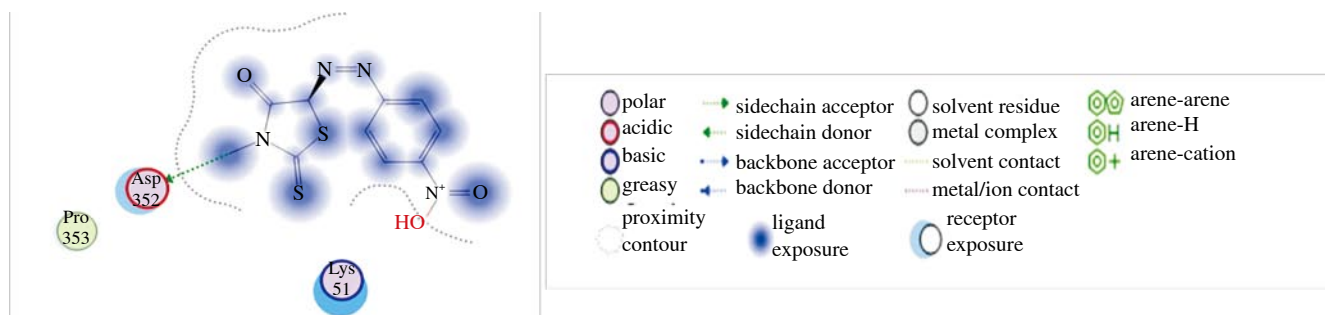 O
N
N
N
S
S
N⁺
O
HO
Asp
352
Pro
353
Lys
51
polar
acidic
basic
greasy
proximity
contour
sidechain acceptor
sidechain donor
backbone acceptor
backbone donor
ligand
exposure
solvent residue
metal complex
solvent contact
metal/ion contact
receptor
exposure
arene-arene
H
arene-H
+
arene-cation